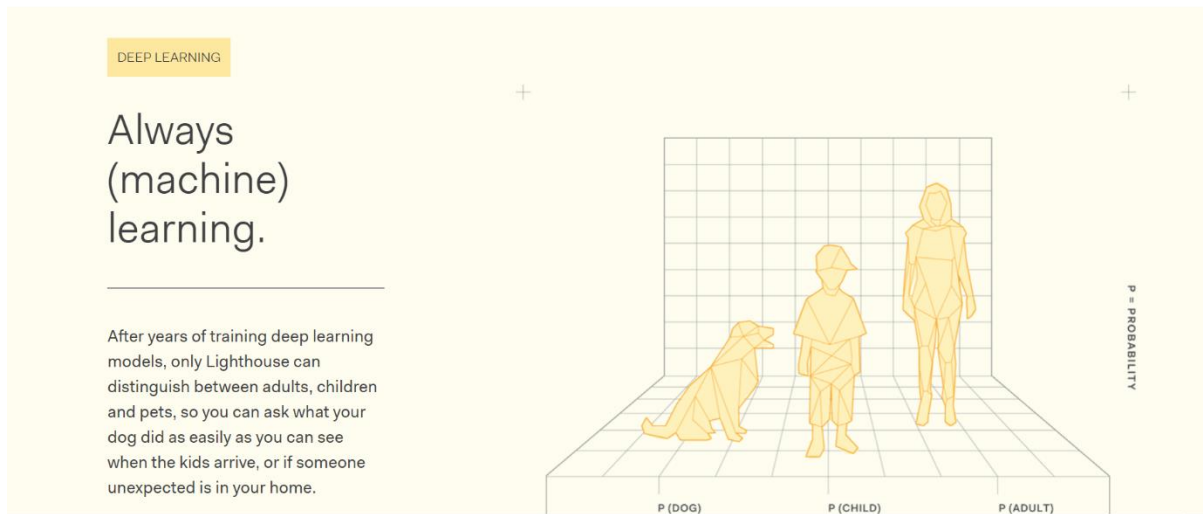 DEEP LEARNING
Always
(machine)
learning.
After years of training deep learning
models, only Lighthouse can
distinguish between adults, children
and pets, so you can ask what your
dog did as easily as you can see
when the kids arrive, or if someone
unexpected is in your home.
P = PROBABILITY
P (DOG) P (CHILD) P (ADULT)